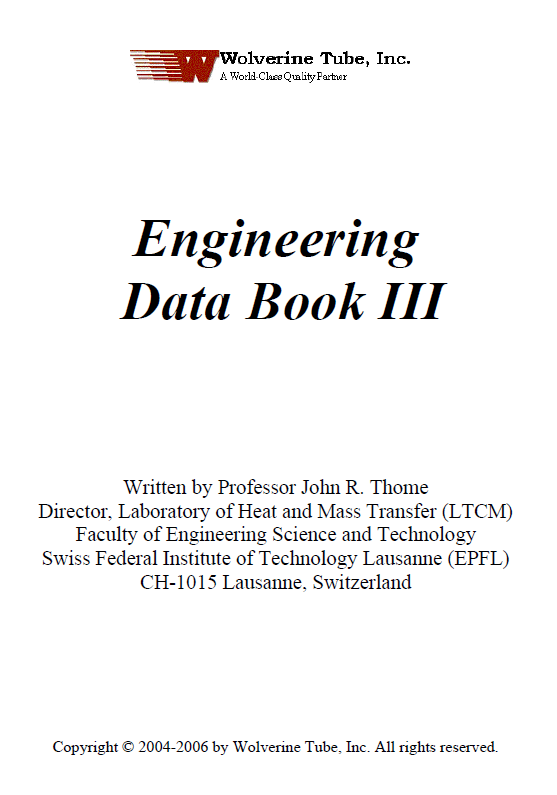 Wolverine Tube, Inc.
A World-Class Quality Partner
Engineering
Data Book III
Written by Professor John R. Thome
Director, Laboratory of Heat and Mass Transfer (LTCM)
Faculty of Engineering Science and Technology
Swiss Federal Institute of Technology Lausanne (EPFL)
CH-1015 Lausanne, Switzerland
Copyright © 2004-2006 by Wolverine Tube, Inc. All rights reserved.